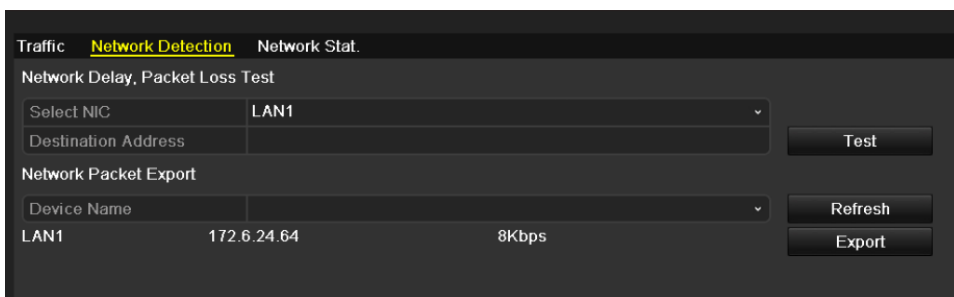 Traffic Network Detection Network Stat.
Network Delay, Packet Loss Test
Select NIC LAN1
Destination Address Test
Network Packet Export
Device Name Refresh
LAN1 172.6.24.64 8Kbps Export